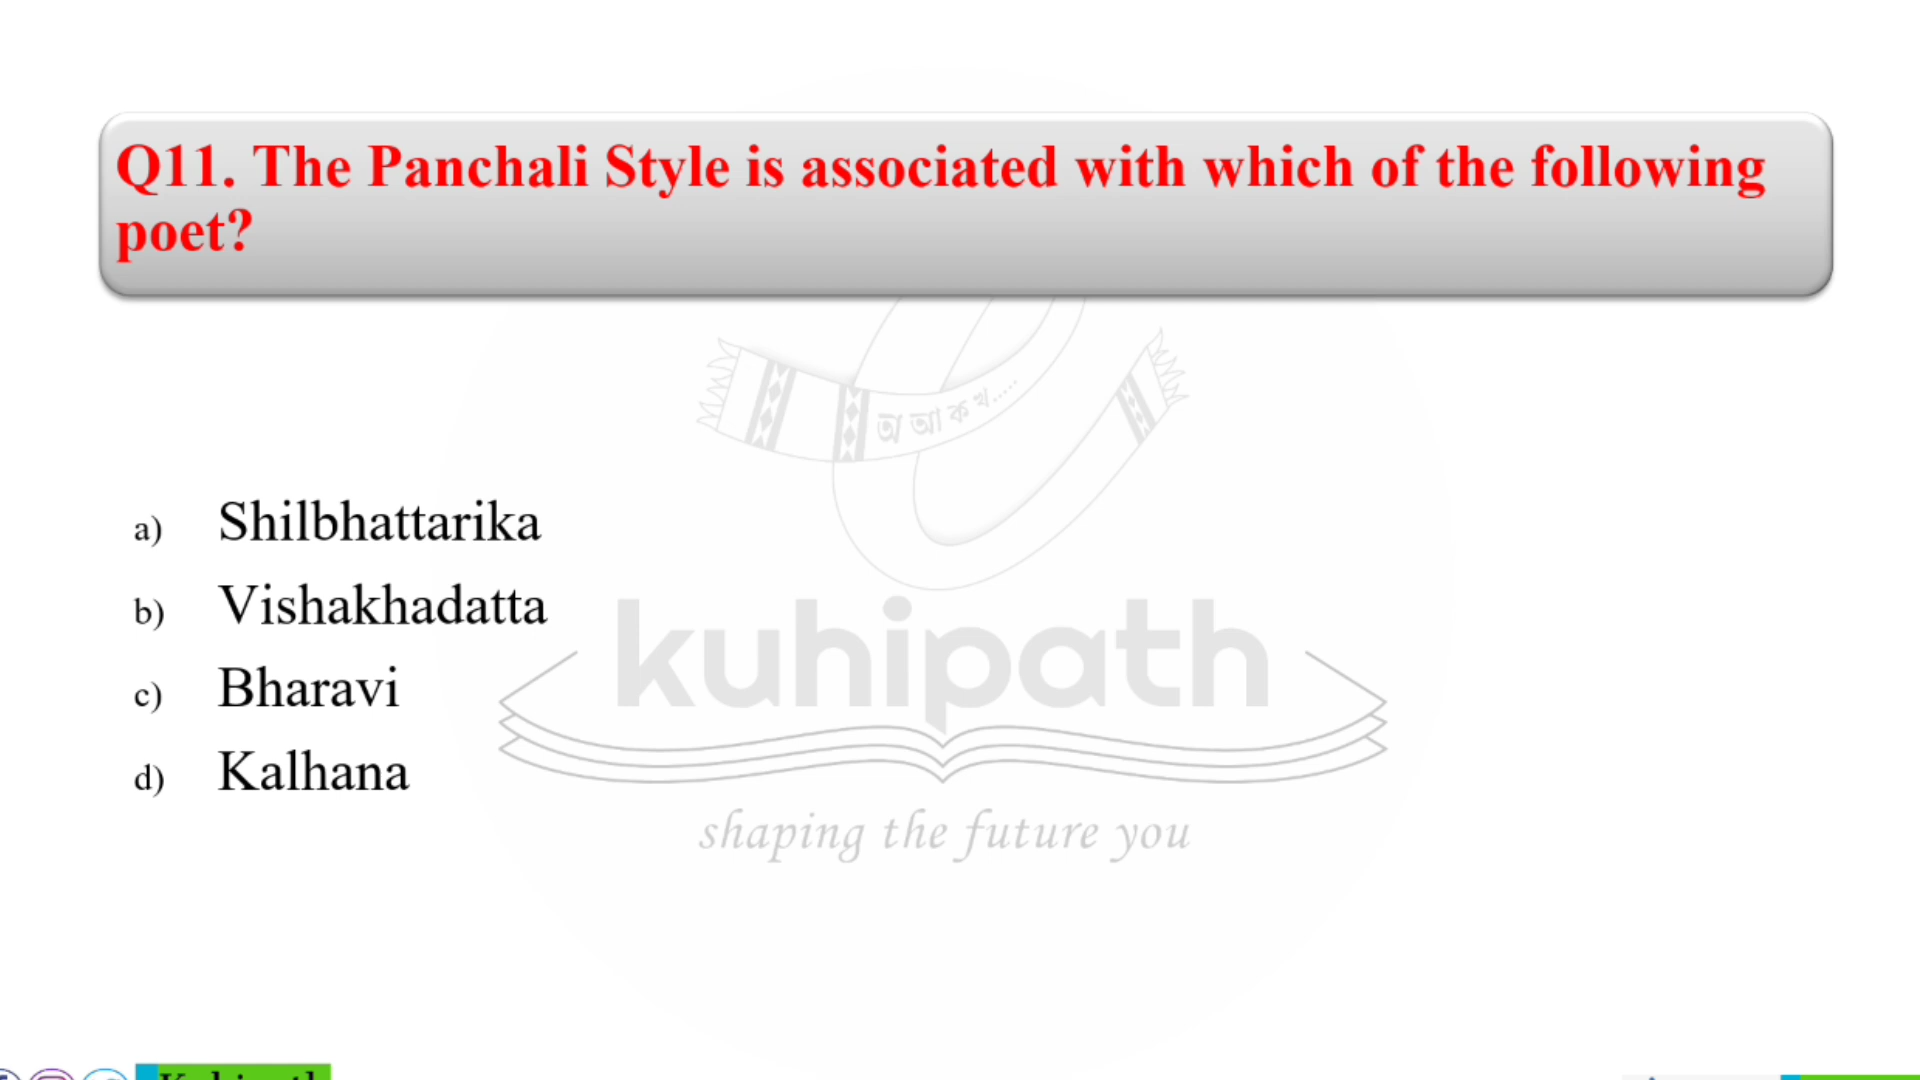 Q11. The Panchali Style is associated with which of the following
poet?
অ আ ক খ.....
a) Shilbhattarika
b) Vishakhadatta
kuhipath
c) Bharavi
d) Kalhana
shaping the future you